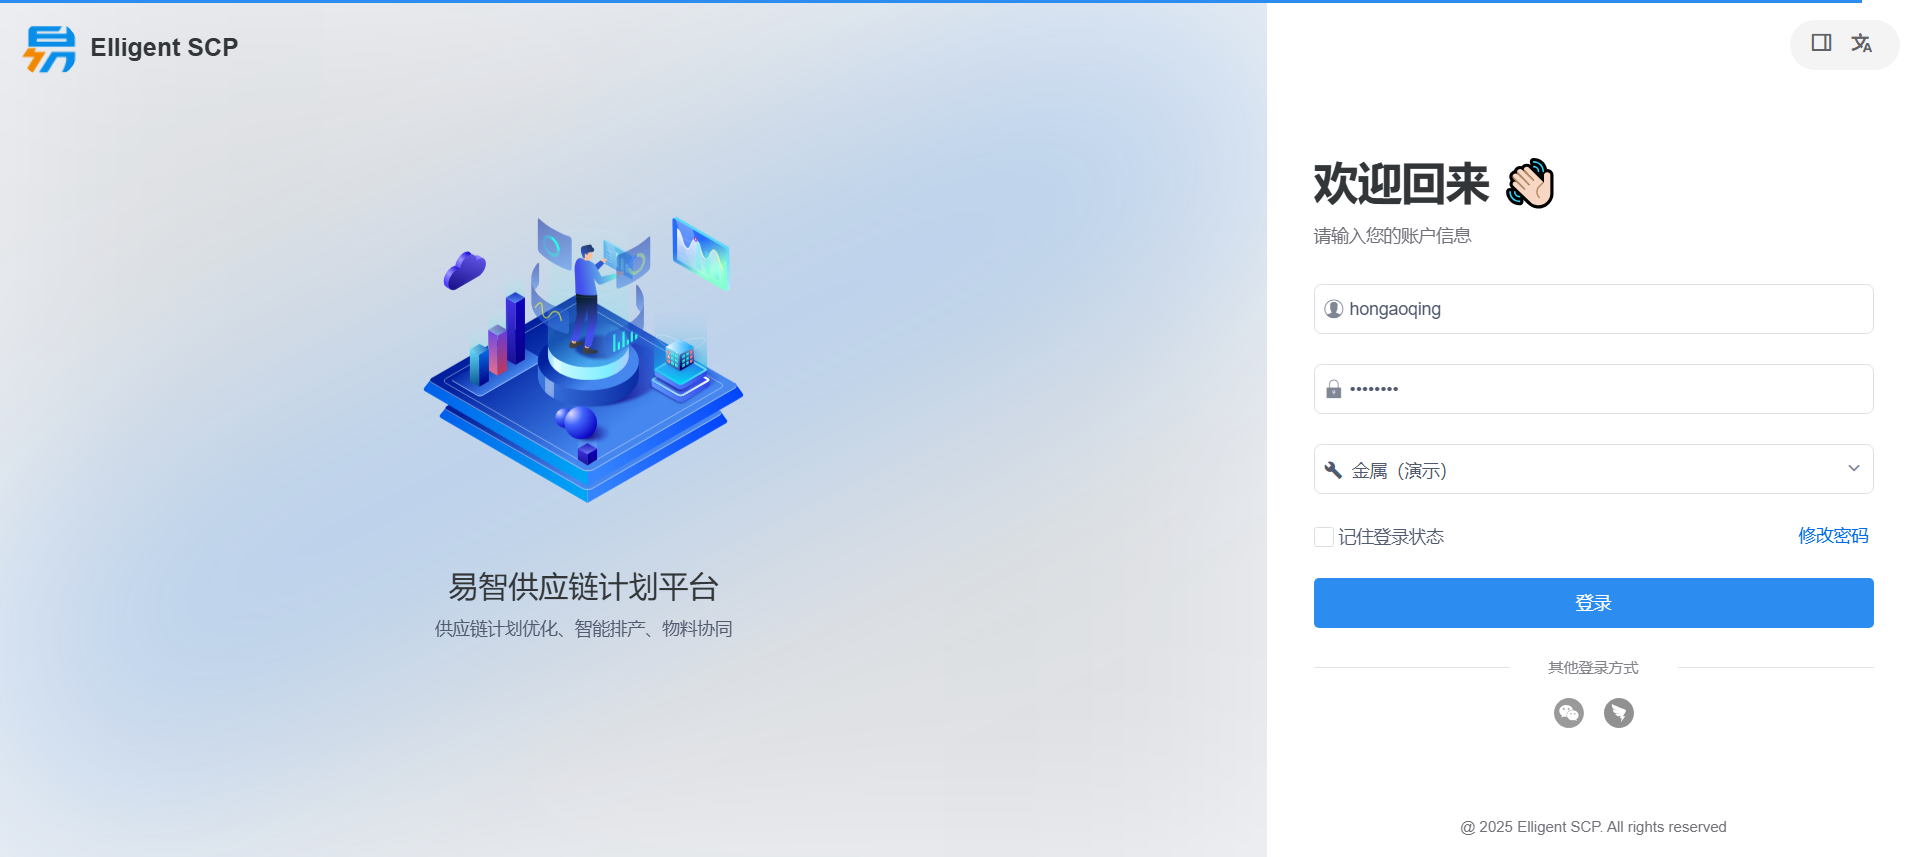 Elligent SCP
易智供应链计划平台
供应链计划优化、智能排产、物料协同
欢迎回来
请输入您的账户信息
hongaoqing
••••••••
金属（演示）
记住登录状态
修改密码
登录
其他登录方式
@ 2025 Elligent SCP. All rights reserved